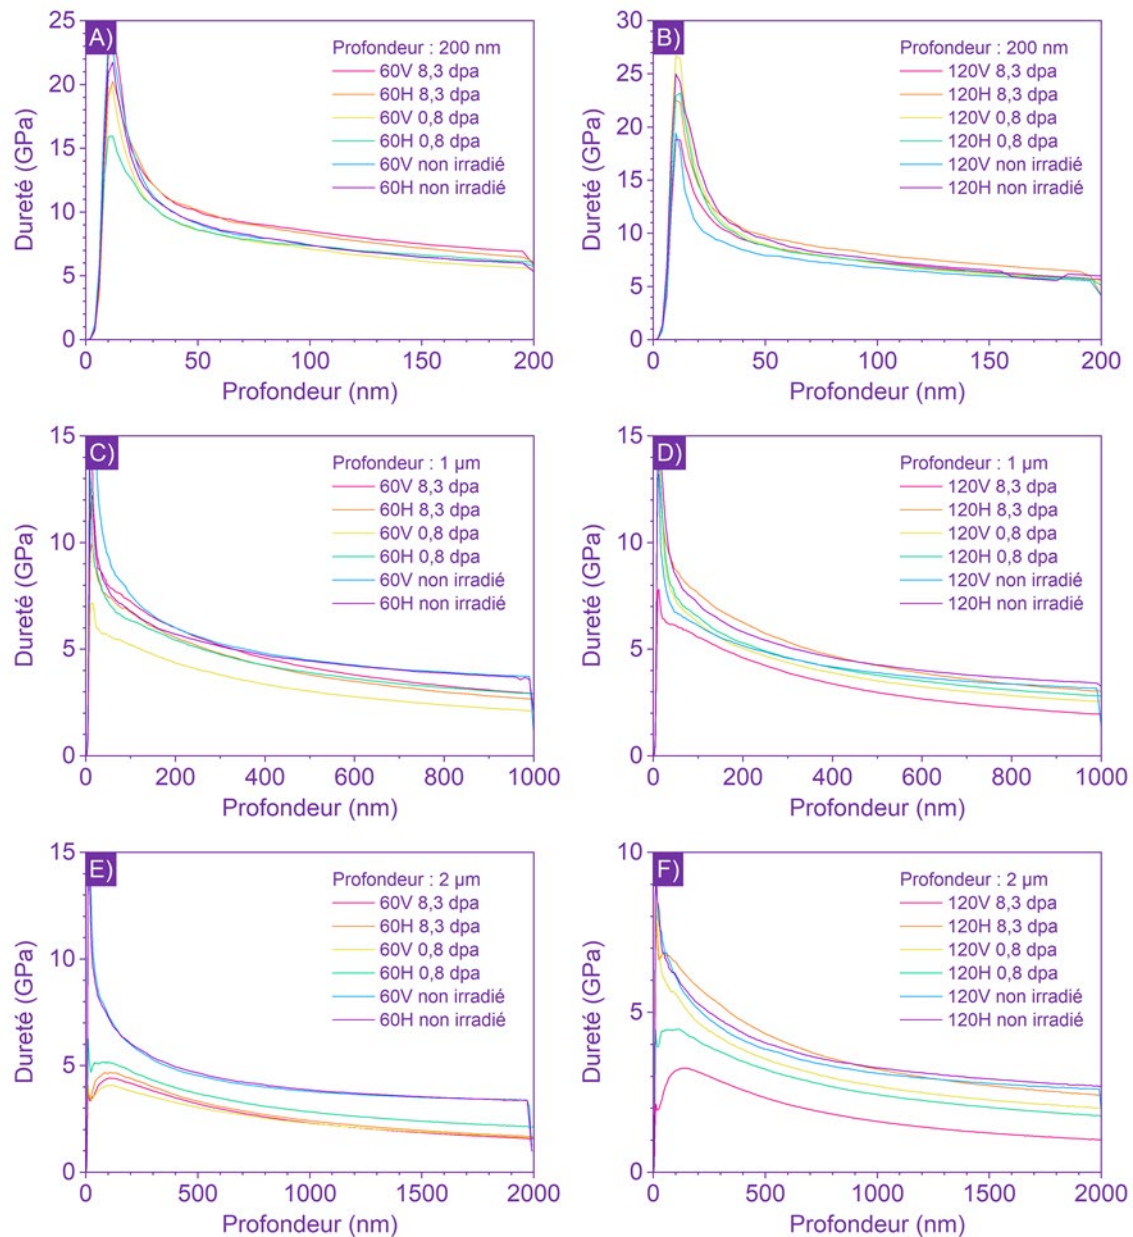 A)
Profondeur : 200 nm
60V 8,3 dpa
60H 8,3 dpa
60V 0,8 dpa
60H 0,8 dpa
60V non irradié
60H non irradié
Dureté (GPa)
25
20
15
10
5
0
0 50 100 150 200
Profondeur (nm)
B)
Profondeur : 200 nm
120V 8,3 dpa
120H 8,3 dpa
120V 0,8 dpa
120H 0,8 dpa
120V non irradié
120H non irradié
Dureté (GPa)
30
25
20
15
10
5
0
0 50 100 150 200
Profondeur (nm)
C)
Profondeur : 1 µm
60V 8,3 dpa
60H 8,3 dpa
60V 0,8 dpa
60H 0,8 dpa
60V non irradié
60H non irradié
Dureté (GPa)
15
10
5
0
0 200 400 600 800 1000
Profondeur (nm)
D)
Profondeur : 1 µm
120V 8,3 dpa
120H 8,3 dpa
120V 0,8 dpa
120H 0,8 dpa
120V non irradié
120H non irradié
Dureté (GPa)
15
10
5
0
0 200 400 600 800 1000
Profondeur (nm)
E)
Profondeur : 2 µm
60V 8,3 dpa
60H 8,3 dpa
60V 0,8 dpa
60H 0,8 dpa
60V non irradié
60H non irradié
Dureté (GPa)
15
10
5
0
0 500 1000 1500 2000
Profondeur (nm)
F)
Profondeur : 2 µm
120V 8,3 dpa
120H 8,3 dpa
120V 0,8 dpa
120H 0,8 dpa
120V non irradié
120H non irradié
Dureté (GPa)
10
5
0
0 500 1000 1500 2000
Profondeur (nm)